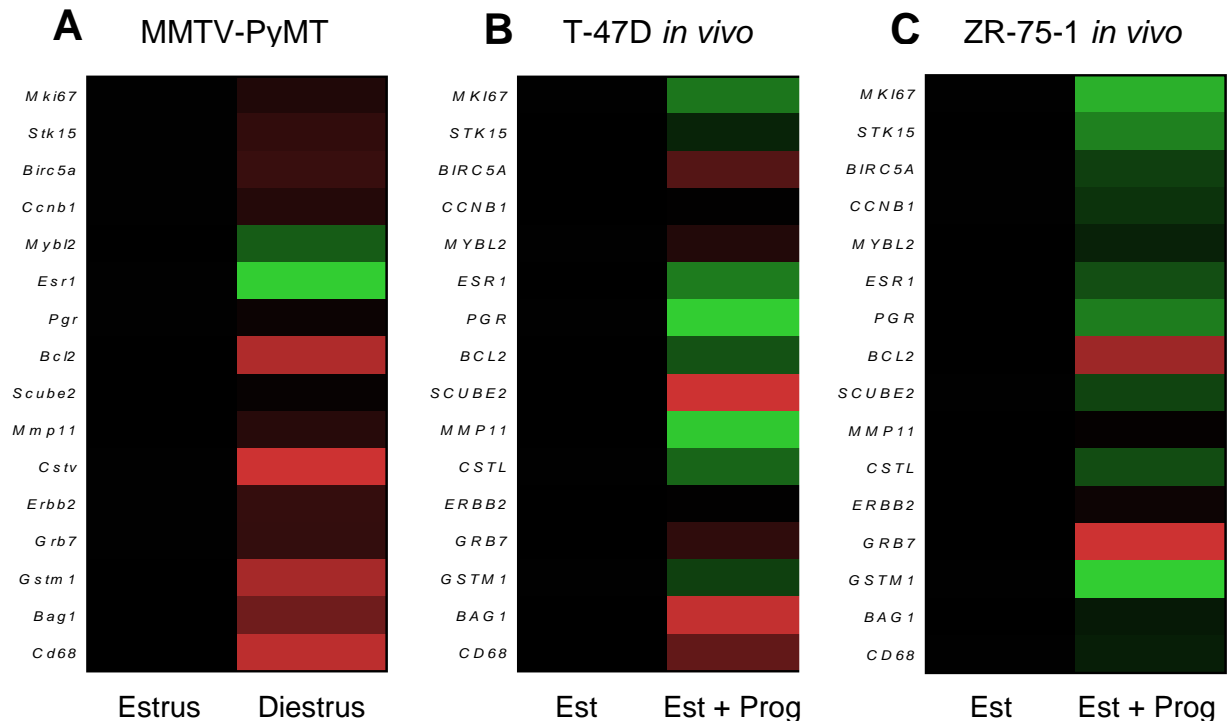 A MMTV-PyMT
Mki67
Stk15
Birc5a
Ccnb1
Mybl2
Esr1
Pgr
Bcl2
Scube2
Mmp11
Cstv
Erbb2
Grb7
Gstm1
Bag1
Cd68
Estrus Diestrus
B T-47D in vivo
MKI67
STK15
BIRC5A
CCNB1
MYBL2
ESR1
PGR
BCL2
SCUBE2
MMP11
CSTL
ERBB2
GRB7
GSTM1
BAG1
CD68
Est Est + Prog
C ZR-75-1 in vivo
MKI67
STK15
BIRC5A
CCNB1
MYBL2
ESR1
PGR
BCL2
SCUBE2
MMP11
CSTL
ERBB2
GRB7
GSTM1
BAG1
CD68
Est Est + Prog